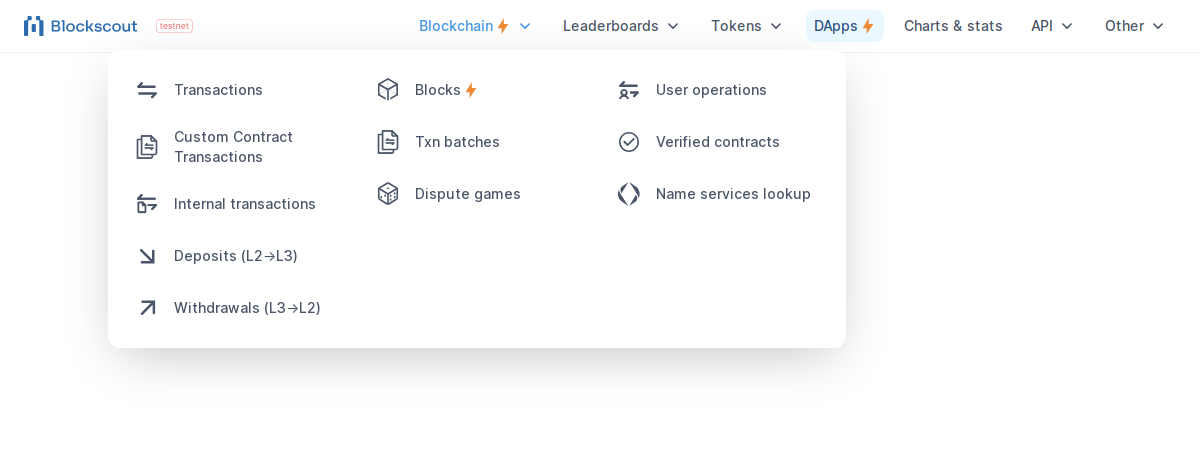 Blockscout testnet Blockchain Leaderboards Tokens DApps Charts & stats API Other
Transactions
Custom Contract
Transactions
Internal transactions
Deposits (L2→L3)
Withdrawals (L3→L2)
Blocks
Txn batches
Dispute games
User operations
Verified contracts
Name services lookup